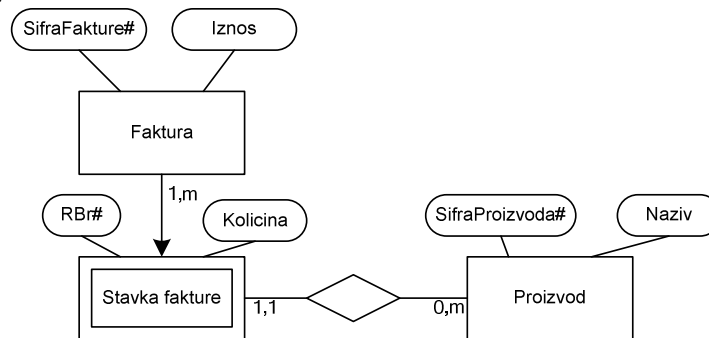 SifraFakture#
Iznos
Faktura
1,m
RBr#
Kolicina
SifraProizvoda#
Naziv
Stavka fakture
1,1
0,m
Proizvod